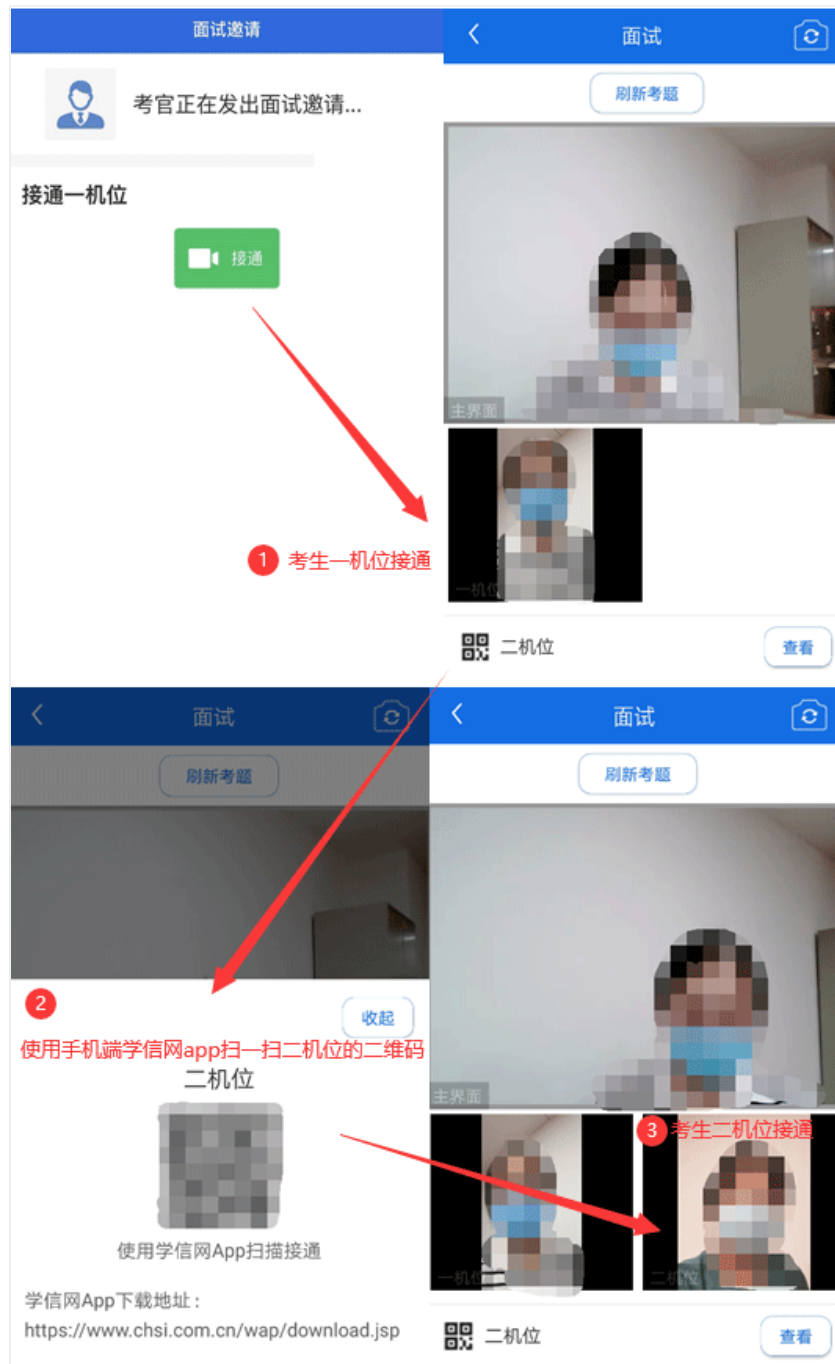 面试邀请
考官正在发出面试邀请...
接通一机位
接通
1 考生一机位接通
面试
刷新考题
主界面
一机位
二机位
查看
面试
刷新考题
2
收起
使用手机端学信网app扫一扫二机位的二维码
二机位
使用学信网App扫描接通
学信网App下载地址：
https://www.chsi.com.cn/wap/download.jsp
面试
刷新考题
主界面
3 考生二机位接通
一机位
二机位
二机位
查看